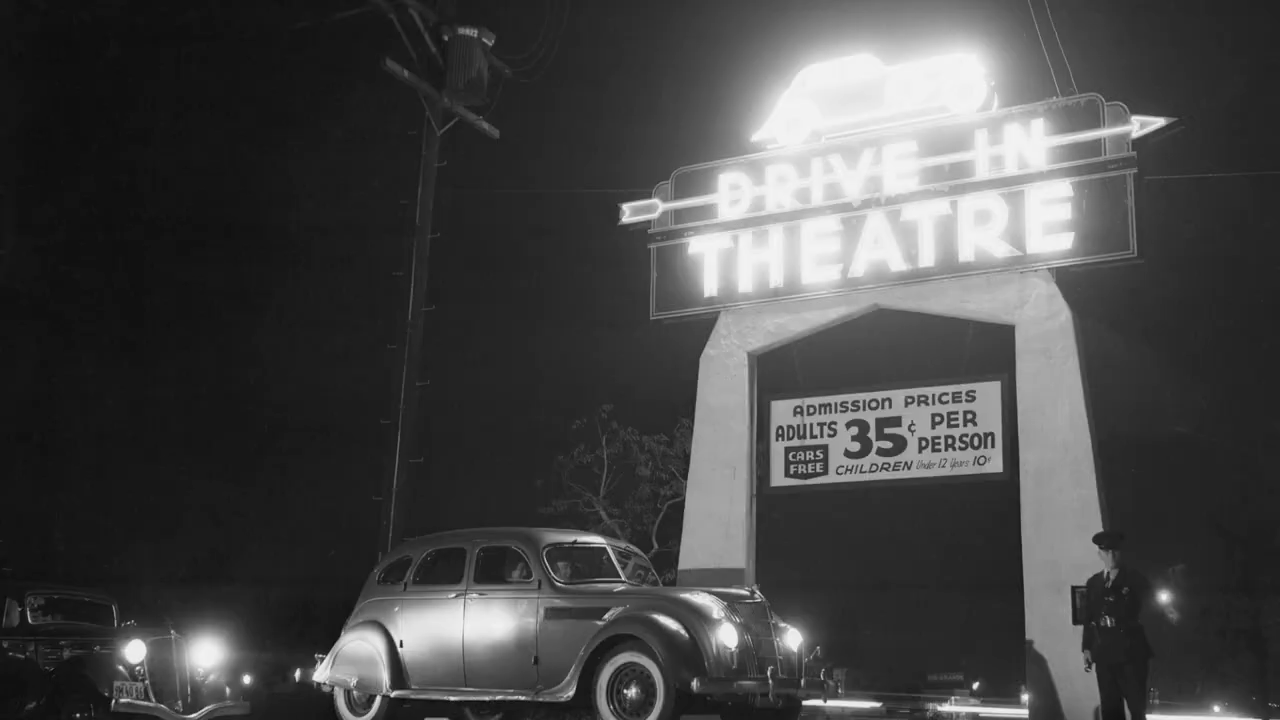 DRIVE IN
THEATRE
ADMISSION PRICES
ADULTS 35¢ PER PERSON
CARS FREE
CHILDREN Under 12 Years 10¢